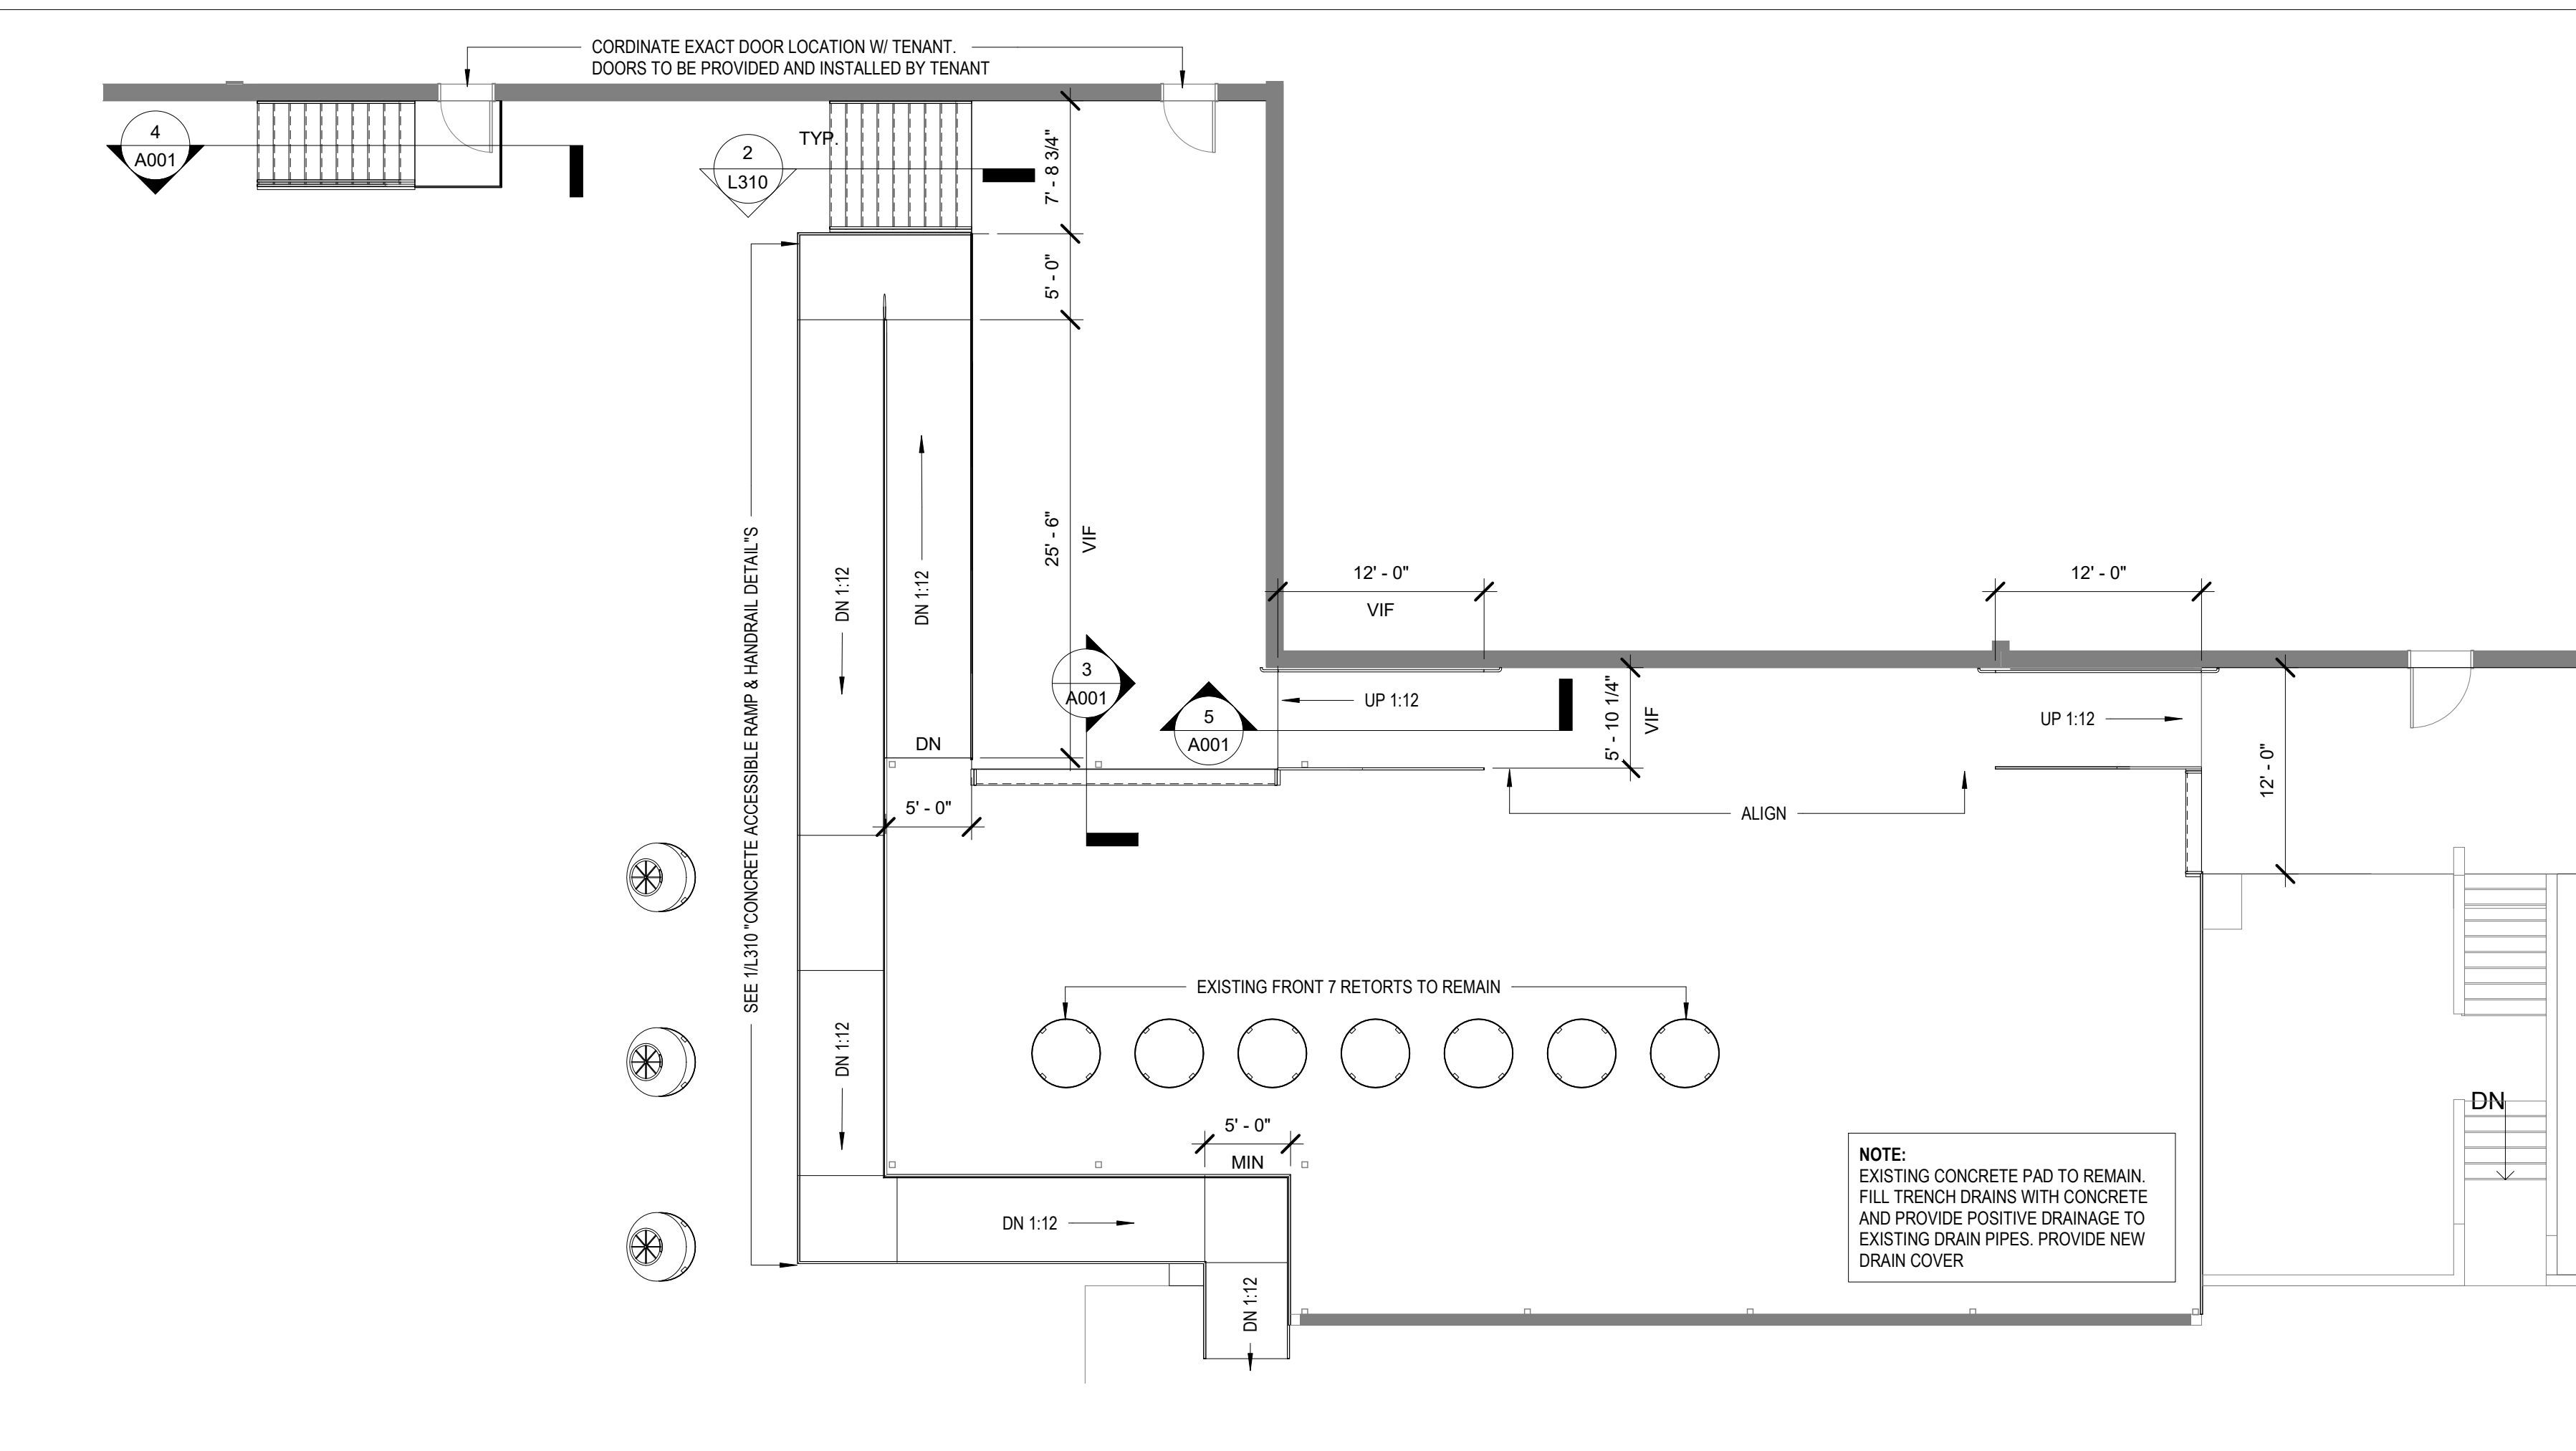 CORDINATE EXACT DOOR LOCATION W/ TENANT.
DOORS TO BE PROVIDED AND INSTALLED BY TENANT
4
A001
2
L310
TYP.
7' - 8 3/4"
5' - 0"
25' - 6"
VIF
SEE 1/L310 "CONCRETE ACCESSIBLE RAMP & HANDRAIL DETAIL"S
DN 1:12
DN 1:12
DN
5' - 0"
3
A001
5
A001
12' - 0"
VIF
UP 1:12
5' - 10 1/4"
VIF
12' - 0"
UP 1:12
12' - 0"
ALIGN
EXISTING FRONT 7 RETORTS TO REMAIN
DN 1:12
5' - 0"
MIN
DN 1:12
DN 1:12
DN
NOTE:
EXISTING CONCRETE PAD TO REMAIN.
FILL TRENCH DRAINS WITH CONCRETE
AND PROVIDE POSITIVE DRAINAGE TO
EXISTING DRAIN PIPES. PROVIDE NEW
DRAIN COVER